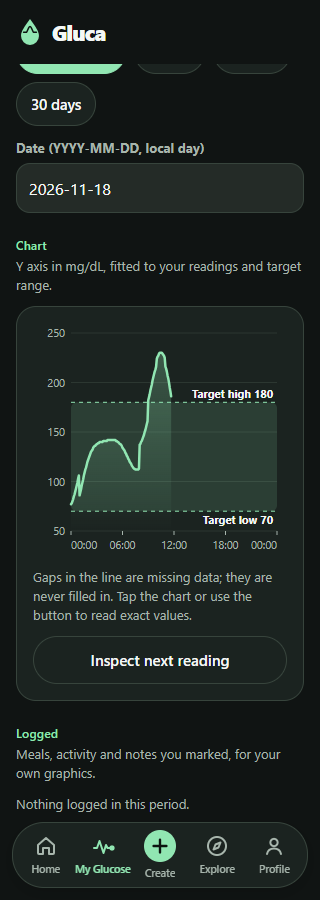 Gluca
30 days
Date (YYYY-MM-DD, local day)
2026-11-18
Chart
Y axis in mg/dL, fitted to your readings and target
range.
250
200
Target high 180
150
100
Target low 70
50
00:00 06:00 12:00 18:00 00:00
Gaps in the line are missing data; they are
never filled in. Tap the chart or use the
button to read exact values.
Inspect next reading
Logged
Meals, activity and notes you marked, for your
own graphics.
Nothing logged in this period.
Home My Glucose Create Explore Profile